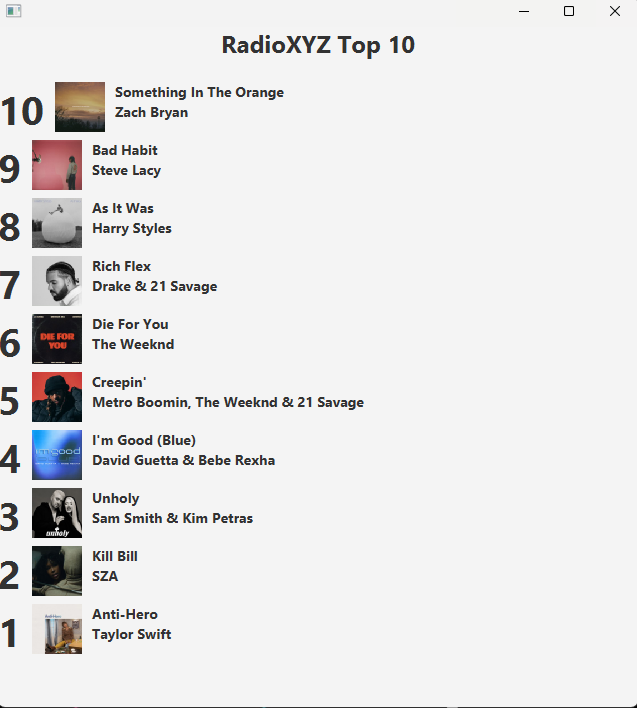 RadioXYZ Top 10
10
Something In The Orange
Zach Bryan
9
Bad Habit
Steve Lacy
8
As It Was
Harry Styles
7
Rich Flex
Drake & 21 Savage
6
DIE FOR
YOU
Die For You
The Weeknd
5
Creepin'
Metro Boomin, The Weeknd & 21 Savage
4
im good
I'm Good (Blue)
David Guetta & Bebe Rexha
3
unholy
Unholy
Sam Smith & Kim Petras
2
Kill Bill
SZA
1
Anti-Hero
Taylor Swift